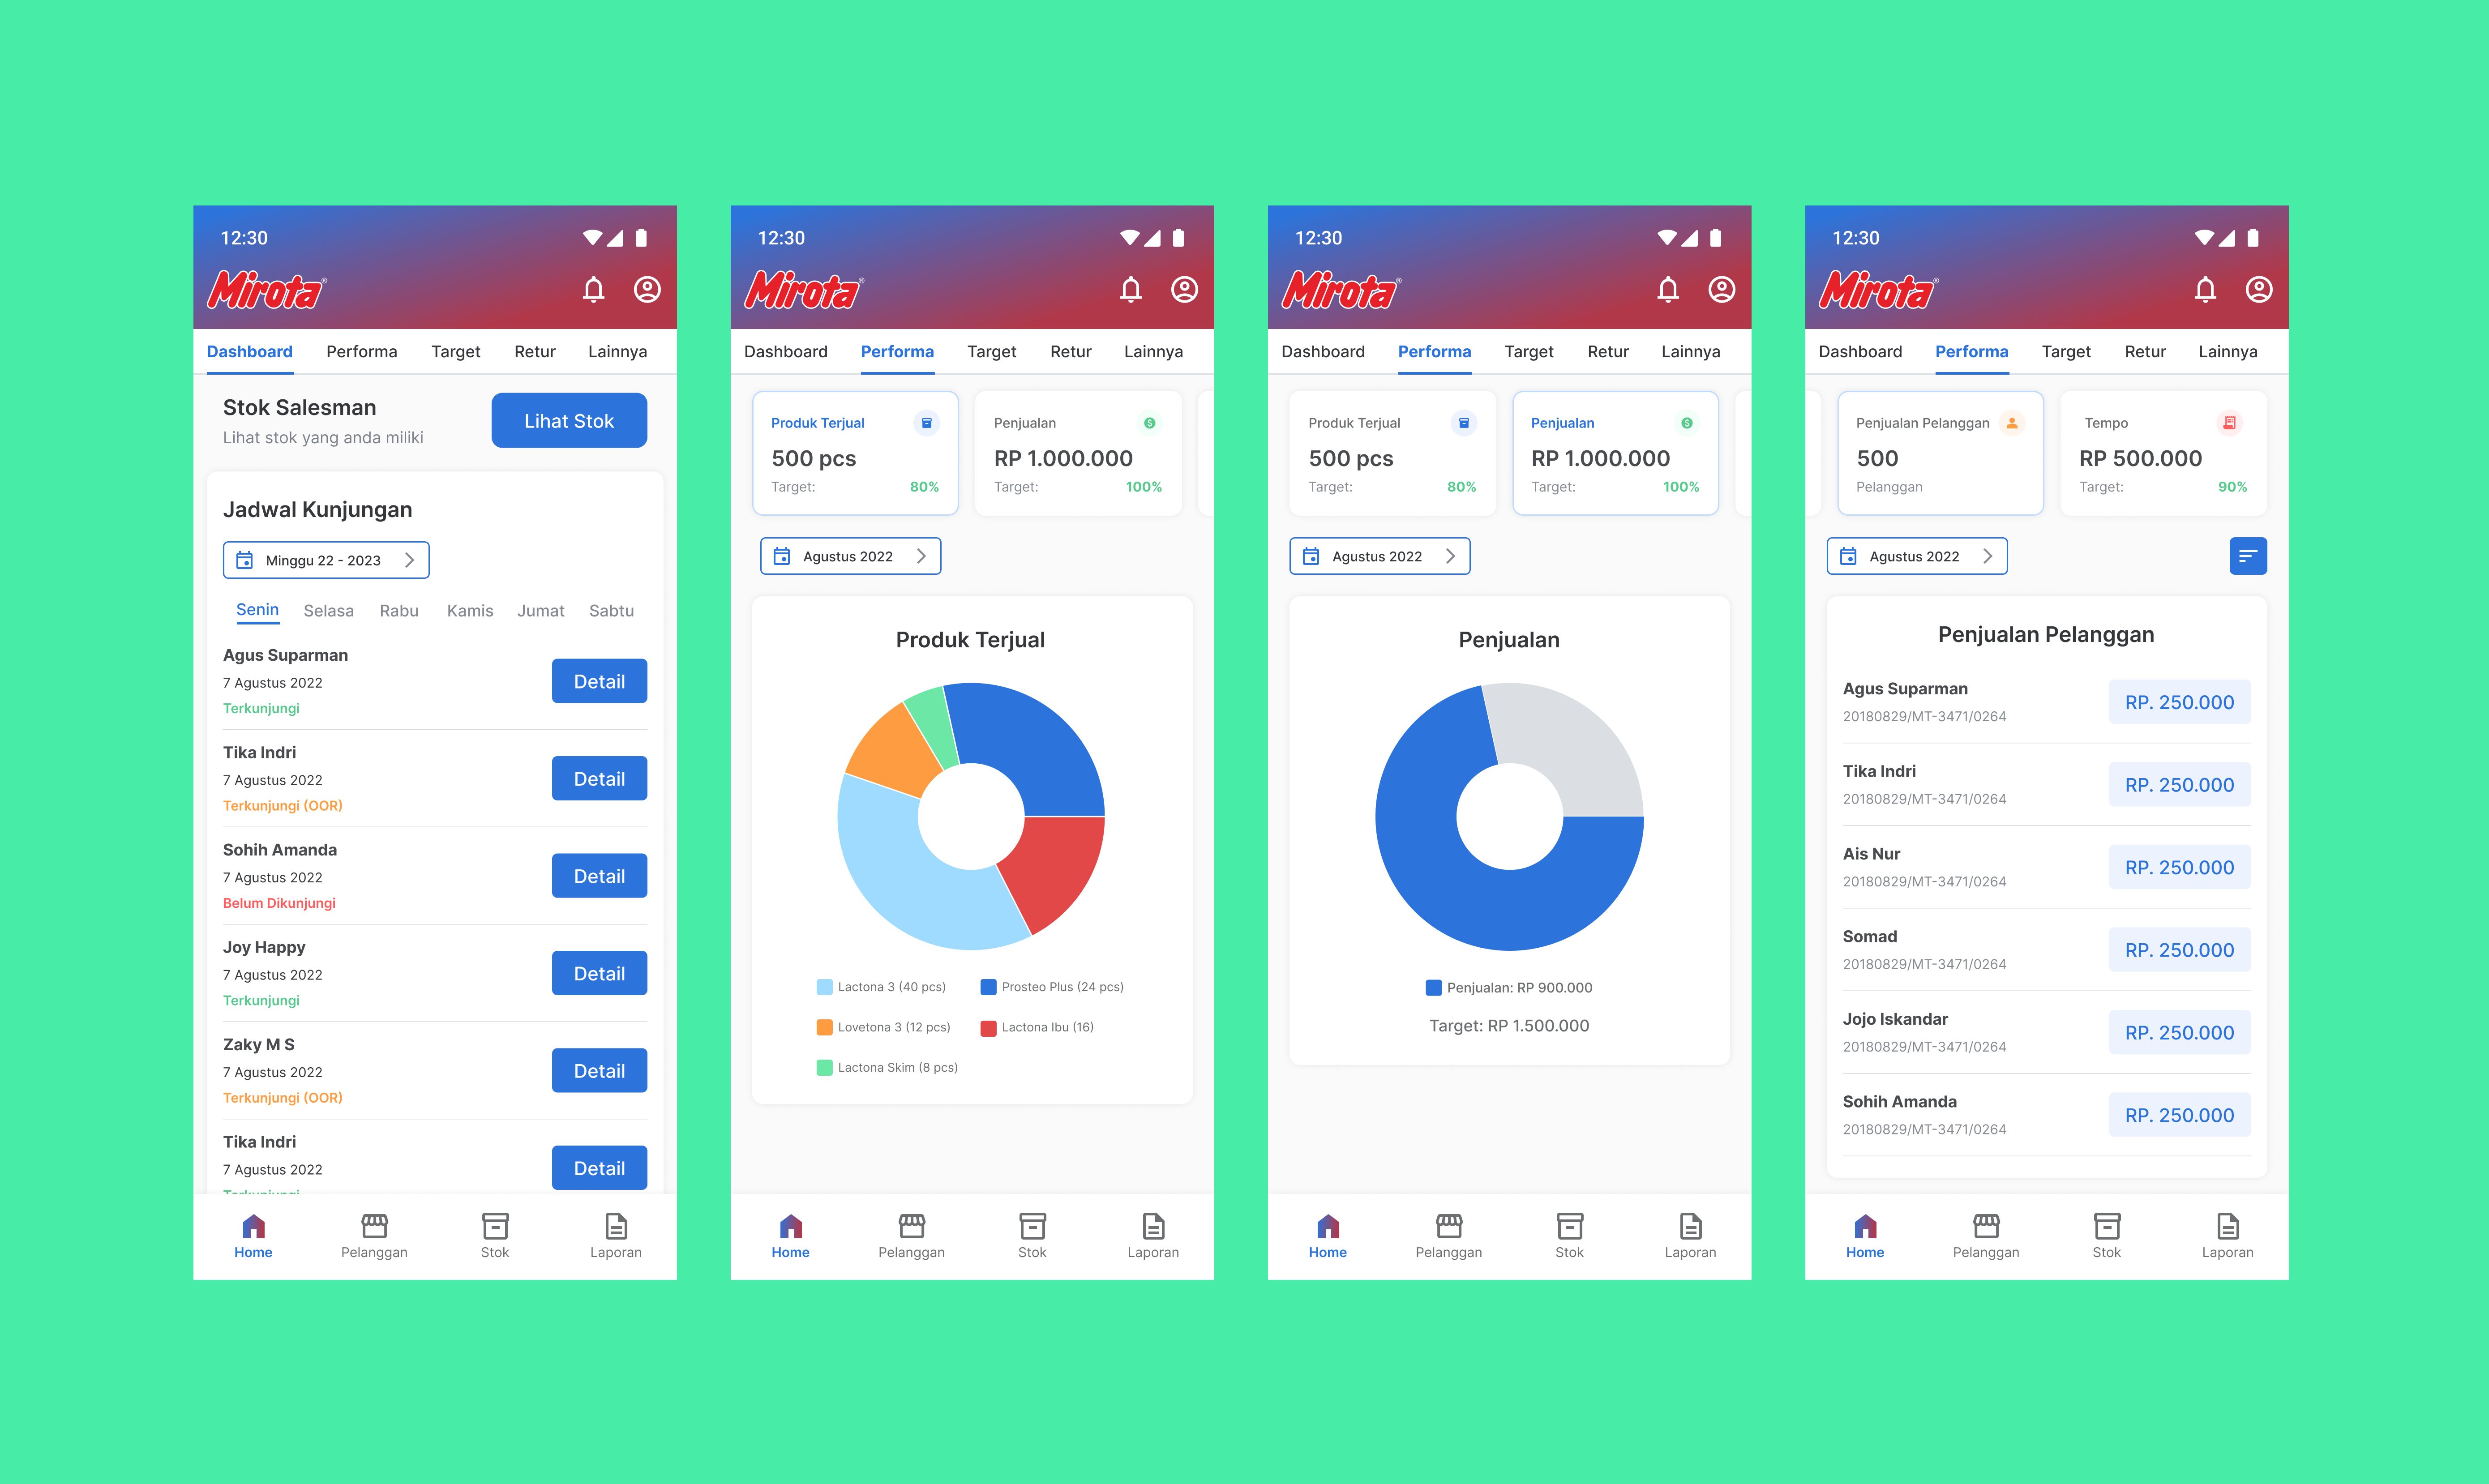 12:30
Mirota®
Dashboard Performa Target Retur Lainnya
Stok Salesman
Lihat stok yang anda miliki
Lihat Stok
Jadwal Kunjungan
Minggu 22 - 2023
Senin Selasa Rabu Kamis Jumat Sabtu
Agus Suparman
7 Agustus 2022
Terkunjungi
Detail
Tika Indri
7 Agustus 2022
Terkunjungi (OOR)
Detail
Sohih Amanda
7 Agustus 2022
Belum Dikunjungi
Detail
Joy Happy
7 Agustus 2022
Terkunjungi
Detail
Zaky M S
7 Agustus 2022
Terkunjungi (OOR)
Detail
Tika Indri
7 Agustus 2022
Detail
Home Pelanggan Stok Laporan
12:30
Mirota®
Dashboard Performa Target Retur Lainnya
Produk Terjual
500 pcs
Target: 80%
Penjualan
RP 1.000.000
Target: 100%
Agustus 2022
Produk Terjual
Lactona 3 (40 pcs) Prosteo Plus (24 pcs)
Lovetona 3 (12 pcs) Lactona Ibu (16)
Lactona Skim (8 pcs)
Home Pelanggan Stok Laporan
12:30
Mirota®
Dashboard Performa Target Retur Lainnya
Produk Terjual
500 pcs
Target: 80%
Penjualan
RP 1.000.000
Target: 100%
Agustus 2022
Penjualan
Penjualan: RP 900.000
Target: RP 1.500.000
Home Pelanggan Stok Laporan
12:30
Mirota®
Dashboard Performa Target Retur Lainnya
Penjualan Pelanggan
500
Pelanggan
Tempo
RP 500.000
Target: 90%
Agustus 2022
Penjualan Pelanggan
Agus Suparman
20180829/MT-3471/0264
RP. 250.000
Tika Indri
20180829/MT-3471/0264
RP. 250.000
Ais Nur
20180829/MT-3471/0264
RP. 250.000
Somad
20180829/MT-3471/0264
RP. 250.000
Jojo Iskandar
20180829/MT-3471/0264
RP. 250.000
Sohih Amanda
20180829/MT-3471/0264
RP. 250.000
Home Pelanggan Stok Laporan